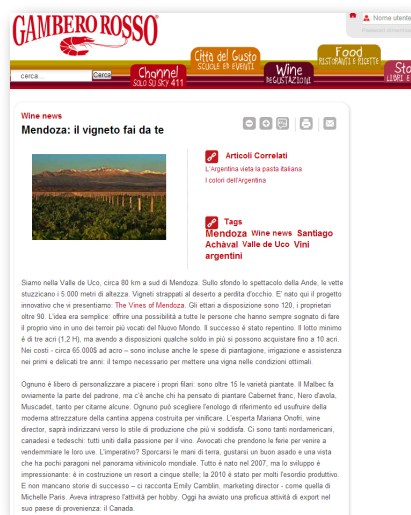 GAMBERO ROSSO
Nome utente
cerca...
Cerca
Channel
SOLO SU SKY 411
Città del Gusto
SCUOLE ED EVENTI
Wine
DEGUSTAZIONI
Food
RISTORANTI E RICETTE
Sto
LIBRI E
Wine news
Mendoza: il vigneto fai da te
Articoli Correlati
L'Argentina vieta la pasta italiana
I colori dell'Argentina
Tags
Mendoza Wine news Santiago
Achàval Valle de Uco Vini
argentini
Siamo nella Valle de Uco, circa 80 km a sud di Mendoza. Sullo sfondo lo spettacolo della Ande, le vette
stuzzicano i 5.000 metri di altezza. Vigneti strappati al deserto a perdita d'occhio. E' nato qui il progetto
innovativo che vi presentiamo: The Vines of Mendoza. Gli ettari a disposizione sono 120, i proprietari
oltre 90. L'idea era semplice: offrire una possibilità a tutte le persone che hanno sempre sognato di fare
il proprio vino in uno dei terroir più vocati del Nuovo Mondo. Il successo è stato repentino. Il lotto minimo
è di tre acri (1,2 H), ma avendo a disposizioni qualche soldo in più si possono acquistare fino a 10 acri.
Nei costi - circa 65.000$ ad acro – sono incluse anche le spese di piantagione, irrigazione e assistenza
nei primi e delicati tre anni: il tempo necessario per mettere una vigna nelle condizioni ottimali.
Ognuno è libero di personalizzare a piacere i propri filari: sono oltre 15 le varietà piantate. Il Malbec fa
ovviamente la parte del padrone, ma c'è anche chi ha pensato di piantare Cabernet franc, Nero d'avola,
Muscadet, tanto per citarne alcune. Ognuno può scegliere l'enologo di riferimento ed usufruire della
moderna attrezzature della cantina appena costruita per vinificare. L'esperta Mariana Onofri, wine
director, saprà indirizzarvi verso lo stile di produzione che più vi soddisfa. Ci sono tanti nordamericani,
canadesi e tedeschi: tutti uniti dalla passione per il vino. Avocati che prendono le ferie per venire a
vendemmiare le loro uve. L'imperativo? Sporcarsi le mani di terra, gustarsi un buon asado e una vista
che ha pochi paragoni nel panorama vitivinicolo mondiale. Tutto è nato nel 2007, ma lo sviluppo è
impressionante: è in costruzione un resort a cinque stelle; la 2010 è stato per molti l'esordio produttivo.
E non mancano storie di successo – ci racconta Emily Camblin, marketing director - come quella di
Michelle Paris. Aveva intrapreso l'attività per hobby. Oggi ha avviato una proficua attività di export nel
suo paese di provenienza: il Canada.